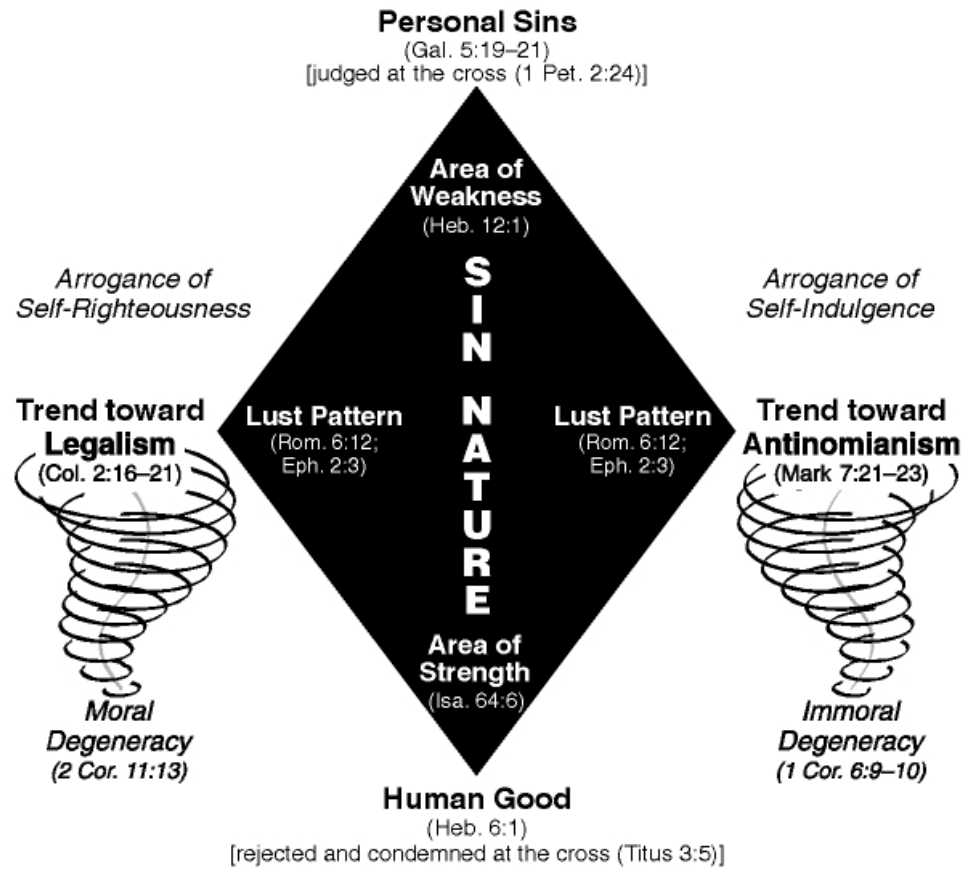 Personal Sins
(Gal. 5:19–21)
[judged at the cross (1 Pet. 2:24)]
Area of
Weakness
(Heb. 12:1)
SIN NATURE
Arrogance of
Self-Righteousness
Arrogance of
Self-Indulgence
Trend toward
Legalism
(Col. 2:16–21)
Lust Pattern
(Rom. 6:12;
Eph. 2:3)
Lust Pattern
(Rom. 6:12;
Eph. 2:3)
Trend toward
Antinomianism
(Mark 7:21–23)
Area of
Strength
(Isa. 64:6)
Moral
Degeneracy
(2 Cor. 11:13)
Immoral
Degeneracy
(1 Cor. 6:9–10)
Human Good
(Heb. 6:1)
[rejected and condemned at the cross (Titus 3:5)]